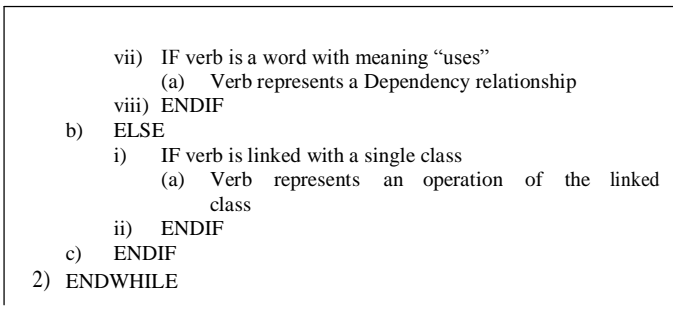 vii) IF verb is a word with meaning “uses”
(a) Verb represents a Dependency relationship
viii) ENDIF
b) ELSE
i) IF verb is linked with a single class
(a) Verb represents an operation of the linked
class
ii) ENDIF
c) ENDIF
2) ENDWHILE